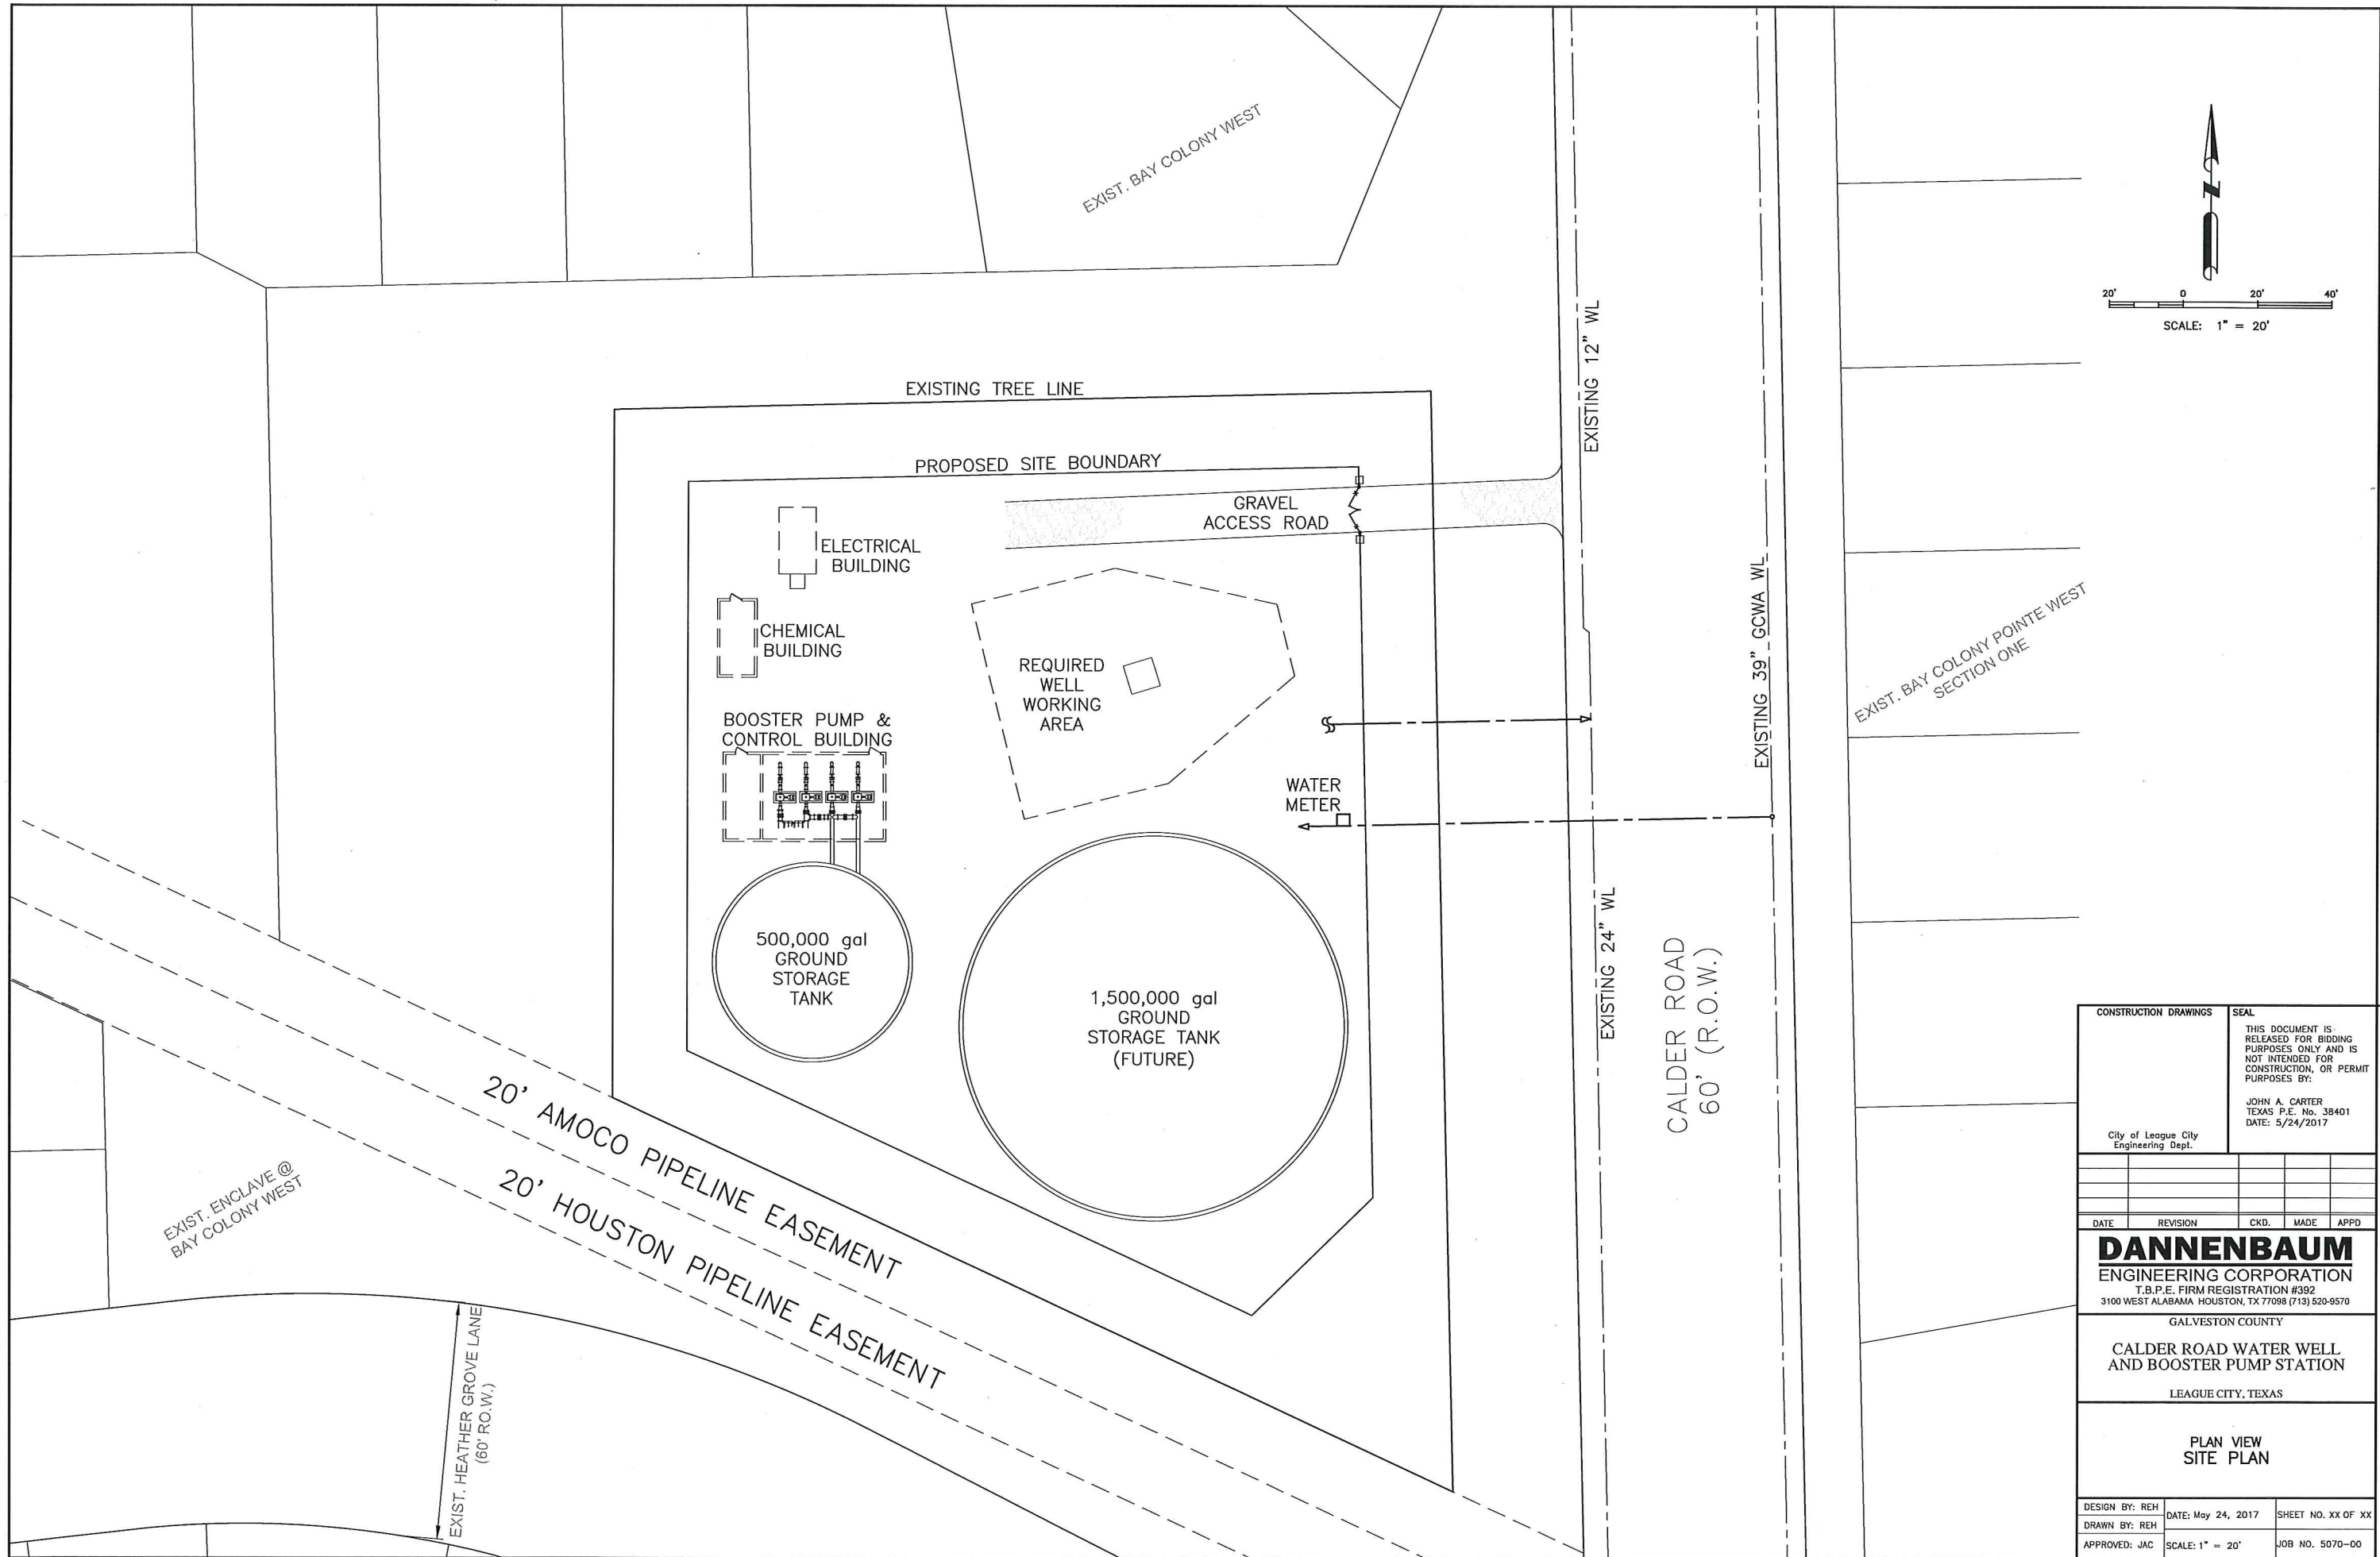 EXIST. BAY COLONY WEST
20' 0 20' 40'
SCALE: 1" = 20'
EXISTING 12" WL
EXISTING TREE LINE
PROPOSED SITE BOUNDARY
GRAVEL
ACCESS ROAD
ELECTRICAL
BUILDING
CHEMICAL
BUILDING
REQUIRED
WELL
WORKING
AREA
BOOSTER PUMP &
CONTROL BUILDING
WATER
METER
EXISTING 39" GCWA WL
EXIST. BAY COLONY POINTE WEST
SECTION ONE
500,000 gal
GROUND
STORAGE
TANK
1,500,000 gal
GROUND
STORAGE TANK
(FUTURE)
EXISTING 24" WL
CALDER ROAD
60' (R.O.W.)
20' AMOCO PIPELINE EASEMENT
20' HOUSTON PIPELINE EASEMENT
EXIST. ENCLAVE @
BAY COLONY WEST
EXIST. HEATHER GROVE LANE
(60' RO.W.)
CONSTRUCTION DRAWINGS
City of League City
Engineering Dept.
SEAL
THIS DOCUMENT IS
RELEASED FOR BIDDING
PURPOSES ONLY AND IS
NOT INTENDED FOR
CONSTRUCTION, OR PERMIT
PURPOSES BY:
JOHN A. CARTER
TEXAS P.E. No. 38401
DATE: 5/24/2017
DATE REVISION CKD. MADE APPD
DANNENBAUM
ENGINEERING CORPORATION
T.B.P.E. FIRM REGISTRATION #392
3100 WEST ALABAMA HOUSTON, TX 77098 (713) 520-9570
GALVESTON COUNTY
CALDER ROAD WATER WELL
AND BOOSTER PUMP STATION
LEAGUE CITY, TEXAS
PLAN VIEW
SITE PLAN
DESIGN BY: REH
DRAWN BY: REH
APPROVED: JAC
DATE: May 24, 2017
SCALE: 1" = 20'
SHEET NO. XX OF XX
JOB NO. 5070-00
N